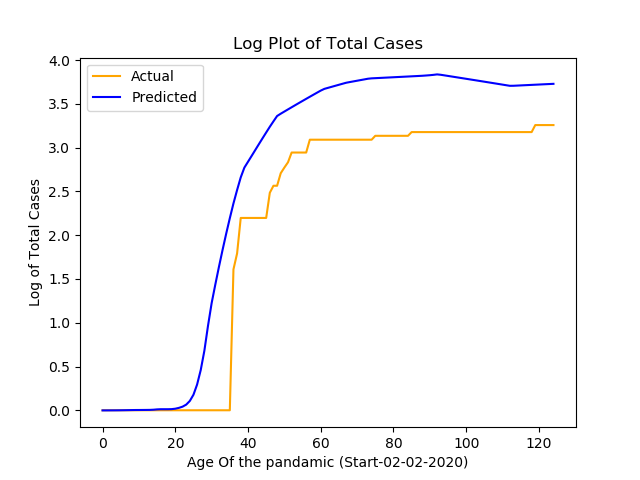 Log Plot of Total Cases
Actual
Predicted
Log of Total Cases
4.0
3.5
3.0
2.5
2.0
1.5
1.0
0.5
0.0
0 20 40 60 80 100 120
Age Of the pandamic (Start-02-02-2020)